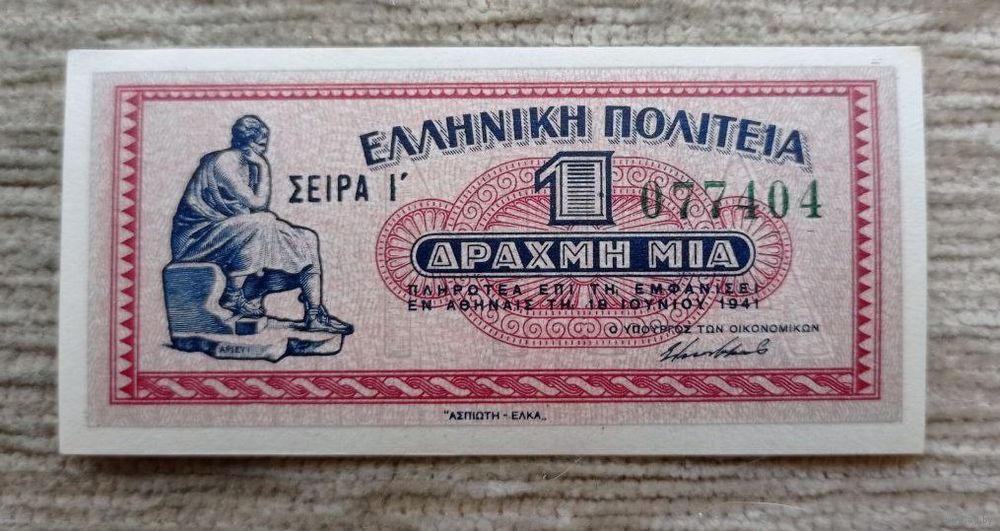 ΕΛΛΗΝΙΚΗ ΠΟΛΙΤΕΙΑ
ΣΕΙΡΑ Ι΄
1
077404
ΔΡΑΧΜΗ ΜΙΑ
ΠΛΗΡΟΤΕΑ ΕΠΙ ΤΗ ΕΜΦΑΝΙΣΕΙ
ΕΝ ΑΘΗΝΑΙΣ ΤΗ 18 ΙΟΥΝΙΟΥ 1941
Ο ΥΠΟΥΡΓΟΣ ΤΩΝ ΟΙΚΟΝΟΜΙΚΩΝ
"ΑΣΠΙΩΤΗ - ΕΛΚΑ„